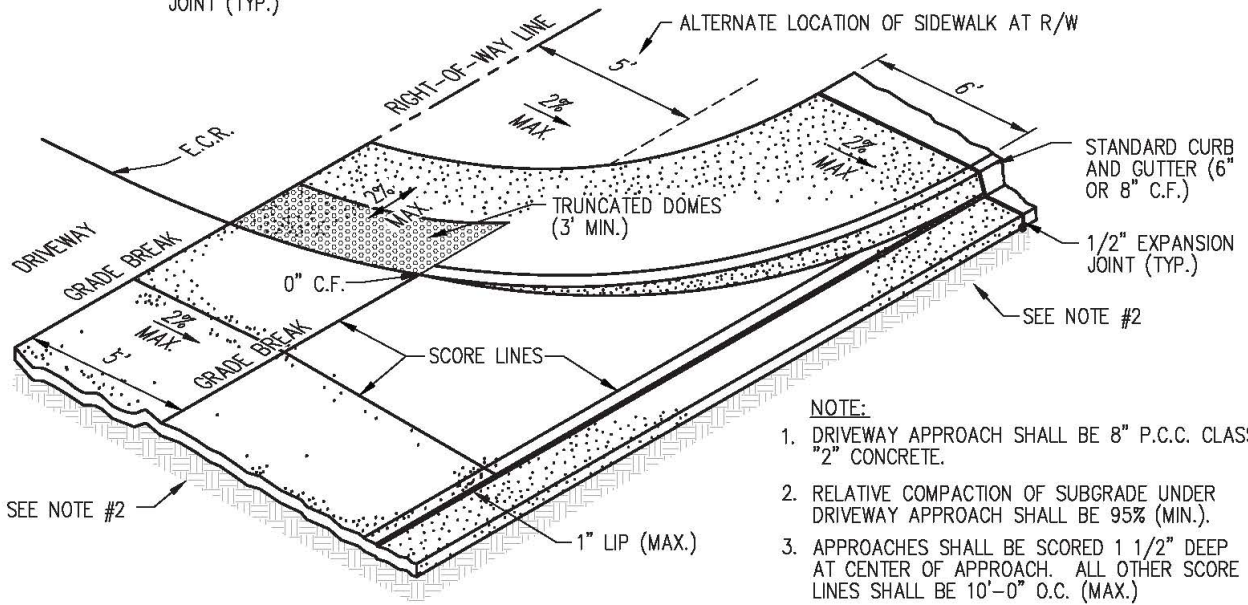 JOINT (TYP.)
ALTERNATE LOCATION OF SIDEWALK AT R/W
RIGHT-OF-WAY LINE
5'
6'
2%
MAX.
E.C.R.
2%
MAX.
STANDARD CURB
AND GUTTER (6"
OR 8" C.F.)
2%
MAX.
TRUNCATED DOMES
(3' MIN.)
DRIVEWAY
GRADE BREAK
0" C.F.
1/2" EXPANSION
JOINT (TYP.)
SEE NOTE #2
2%
MAX.
5'
GRADE BREAK
SCORE LINES
NOTE:
1. DRIVEWAY APPROACH SHALL BE 8" P.C.C. CLASS
"2" CONCRETE.
2. RELATIVE COMPACTION OF SUBGRADE UNDER
DRIVEWAY APPROACH SHALL BE 95% (MIN.).
3. APPROACHES SHALL BE SCORED 1 1/2" DEEP
AT CENTER OF APPROACH. ALL OTHER SCORE
LINES SHALL BE 10'-0" O.C. (MAX.)
SEE NOTE #2
1" LIP (MAX.)